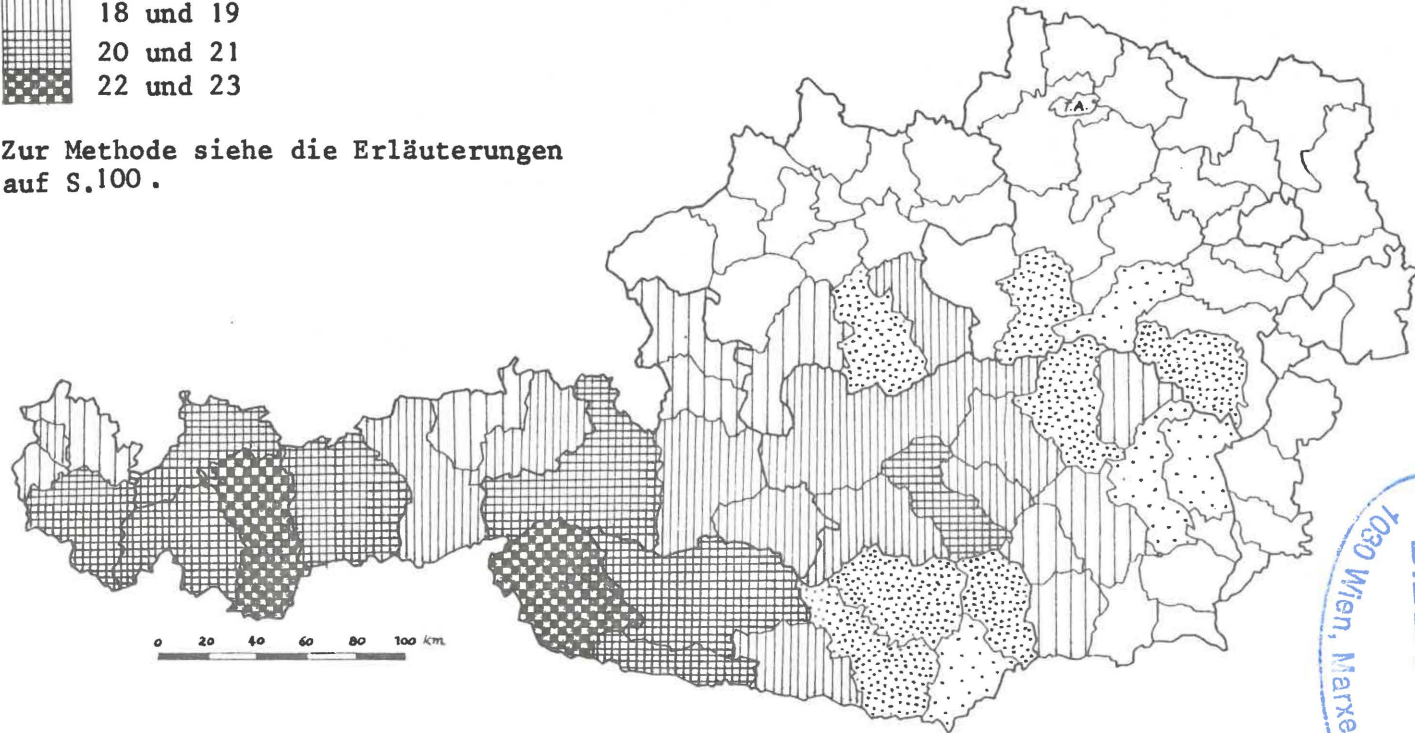 18 und 19
20 und 21
22 und 23
Zur Methode siehe die Erläuterungen
auf S.100 .
T.A.
0 20 40 60 80 100 km
1030 Wien, Marxe